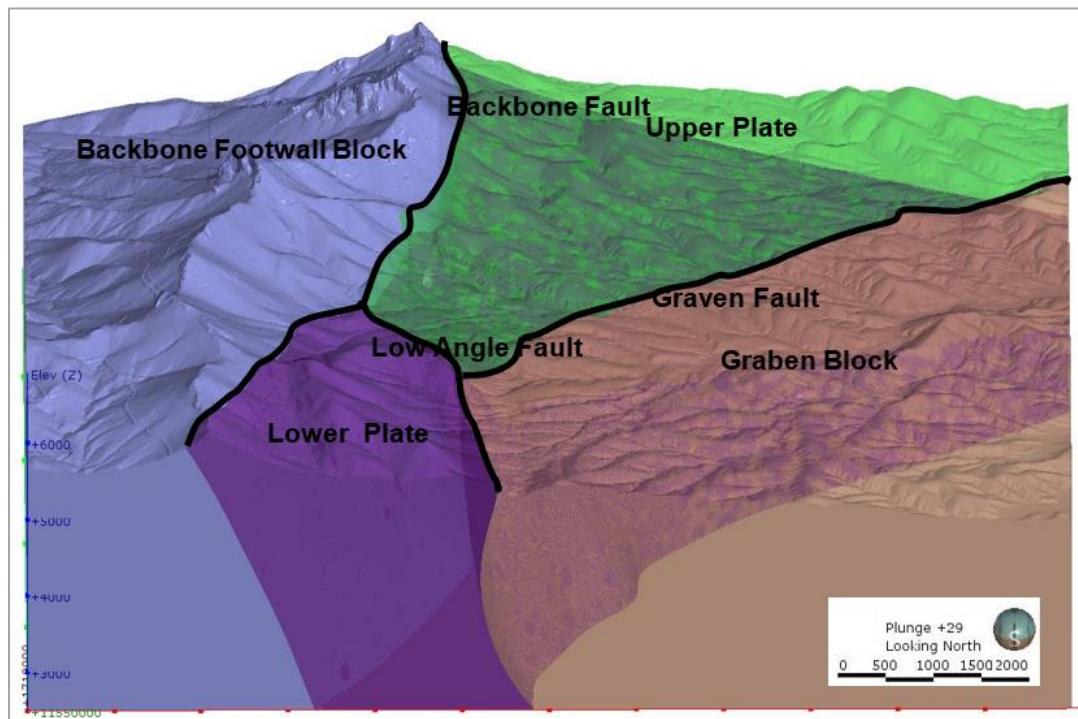 Backbone Fault
Upper Plate
Backbone Footwall Block
Graven Fault
Low Angle Fault
Graben Block
Elev (Z)
Lower Plate
+6000
+5000
+4000
+3000
+11550000
Plunge +29
Looking North
S
0 500 1000 1500 2000